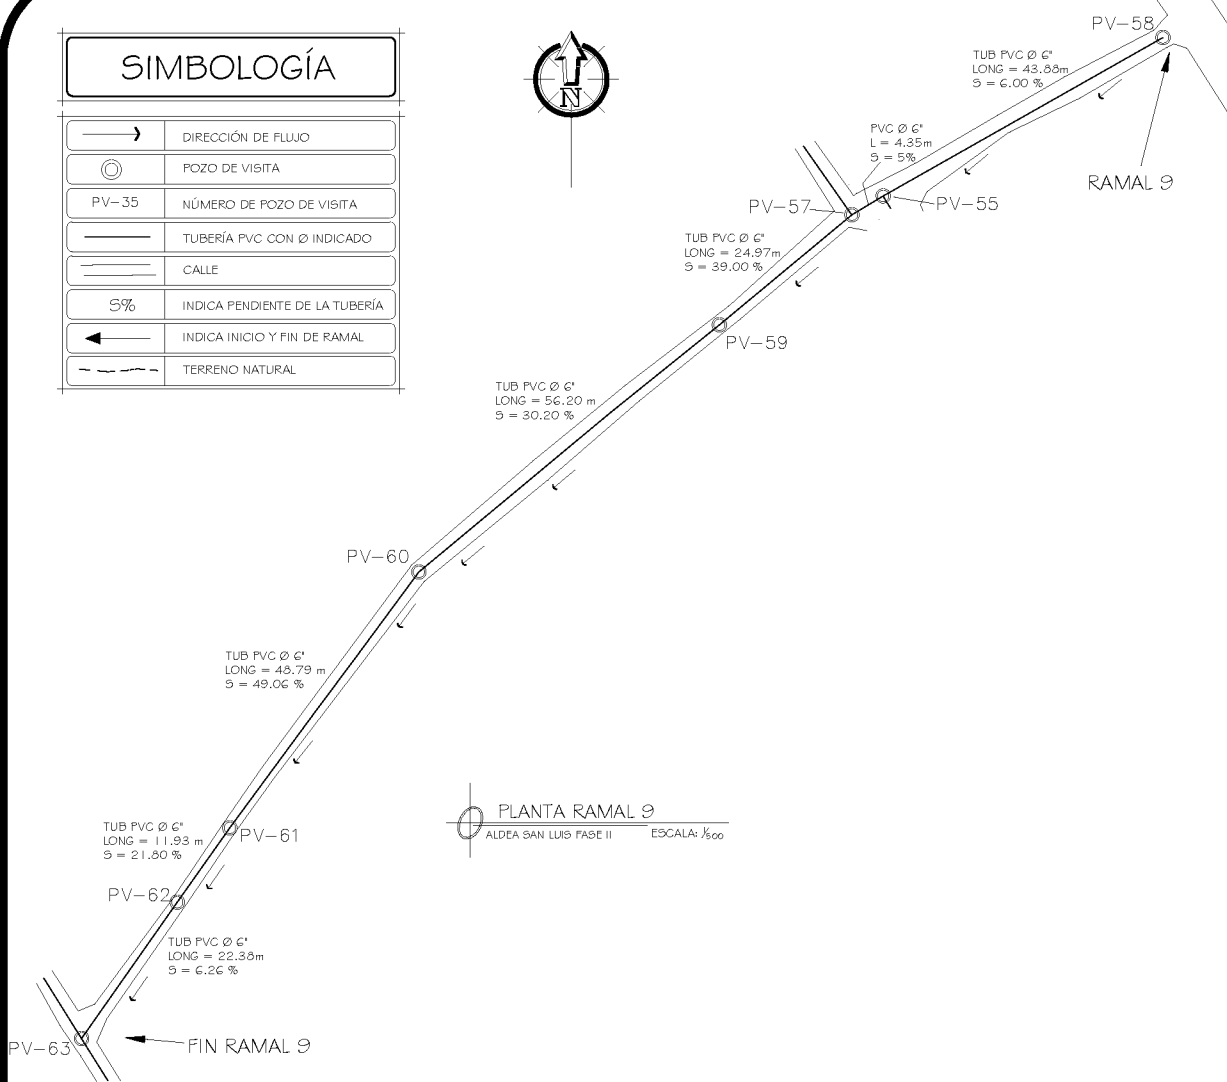 SIMBOLOGÍA
DIRECCIÓN DE FLUJO
POZO DE VISITA
PV-35 NÚMERO DE POZO DE VISITA
TUBERÍA PVC CON Ø INDICADO
CALLE
S% INDICA PENDIENTE DE LA TUBERÍA
INDICA INICIO Y FIN DE RAMAL
TERRENO NATURAL
N
PV-58
TUB PVC Ø 6"
LONG = 43.88m
S = 6.00 %
RAMAL 9
PVC Ø 6"
L = 4.35m
S = 5%
PV-57
PV-55
TUB PVC Ø 6"
LONG = 24.97m
S = 39.00 %
PV-59
TUB PVC Ø 6"
LONG = 56.20 m
S = 30.20 %
PV-60
TUB PVC Ø 6"
LONG = 48.79 m
S = 49.06 %
PLANTA RAMAL 9
ALDEA SAN LUIS FASE II ESCALA: 1/500
TUB PVC Ø 6"
LONG = 11.93 m
S = 21.80 %
PV-61
PV-62
TUB PVC Ø 6"
LONG = 22.38m
S = 6.26 %
PV-63
FIN RAMAL 9